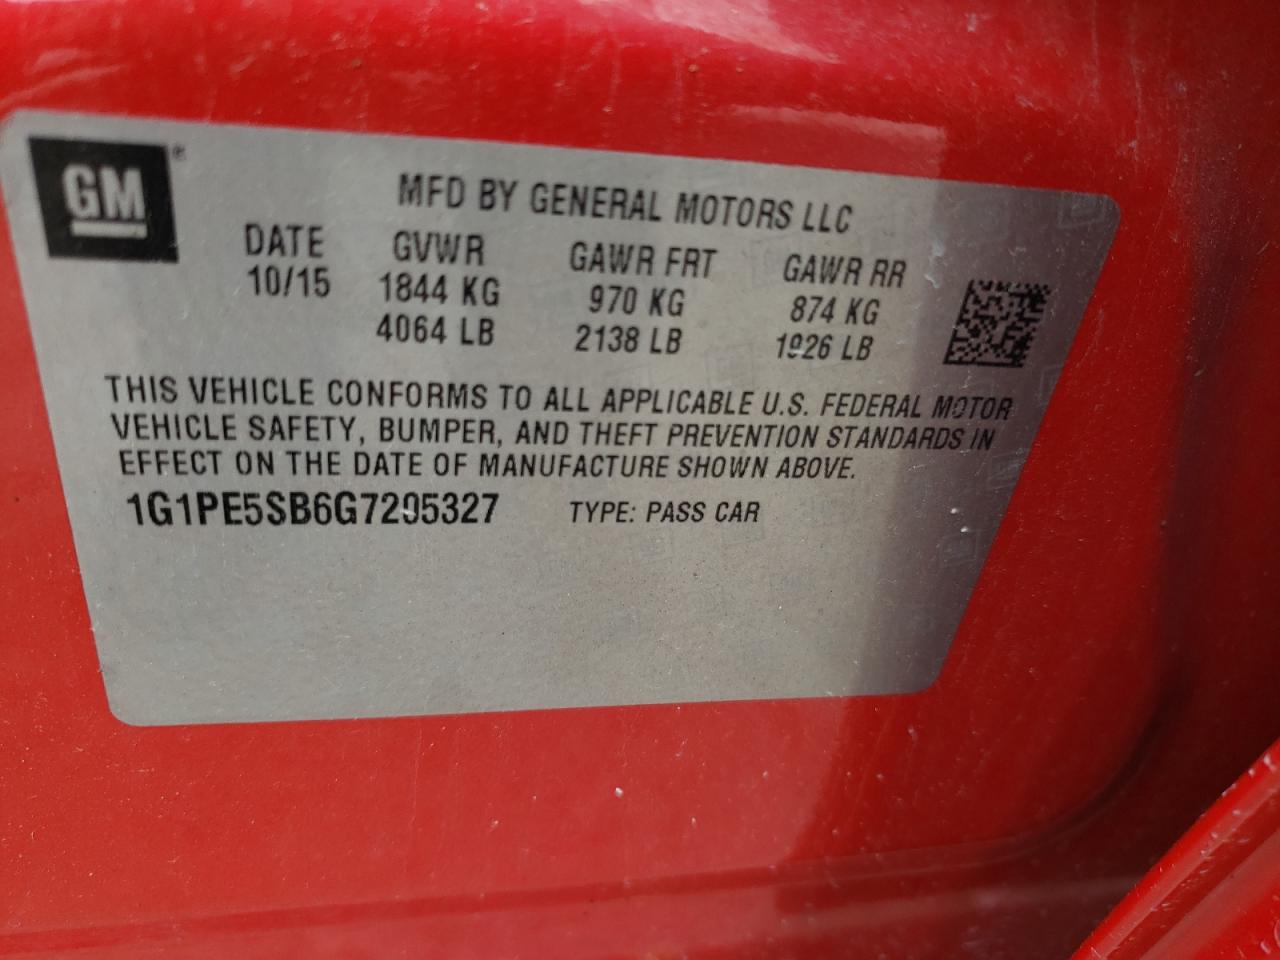 GM®
MFD BY GENERAL MOTORS LLC
DATE GVWR GAWR FRT GAWR RR
10/15 1844 KG 970 KG 874 KG
4064 LB 2138 LB 1926 LB
THIS VEHICLE CONFORMS TO ALL APPLICABLE U.S. FEDERAL MOTOR
VEHICLE SAFETY, BUMPER, AND THEFT PREVENTION STANDARDS IN
EFFECT ON THE DATE OF MANUFACTURE SHOWN ABOVE.
1G1PE5SB6G7205327 TYPE: PASS CAR